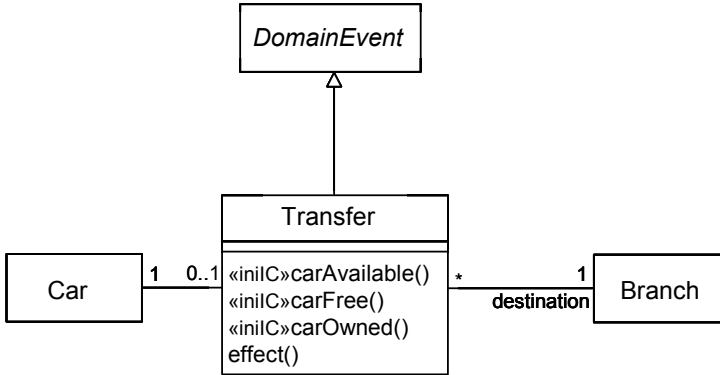 DomainEvent
Transfer
Car
1
0..1
«iniIC»carAvailable()
«iniIC»carFree()
«iniIC»carOwned()
effect()
*
1
destination
Branch